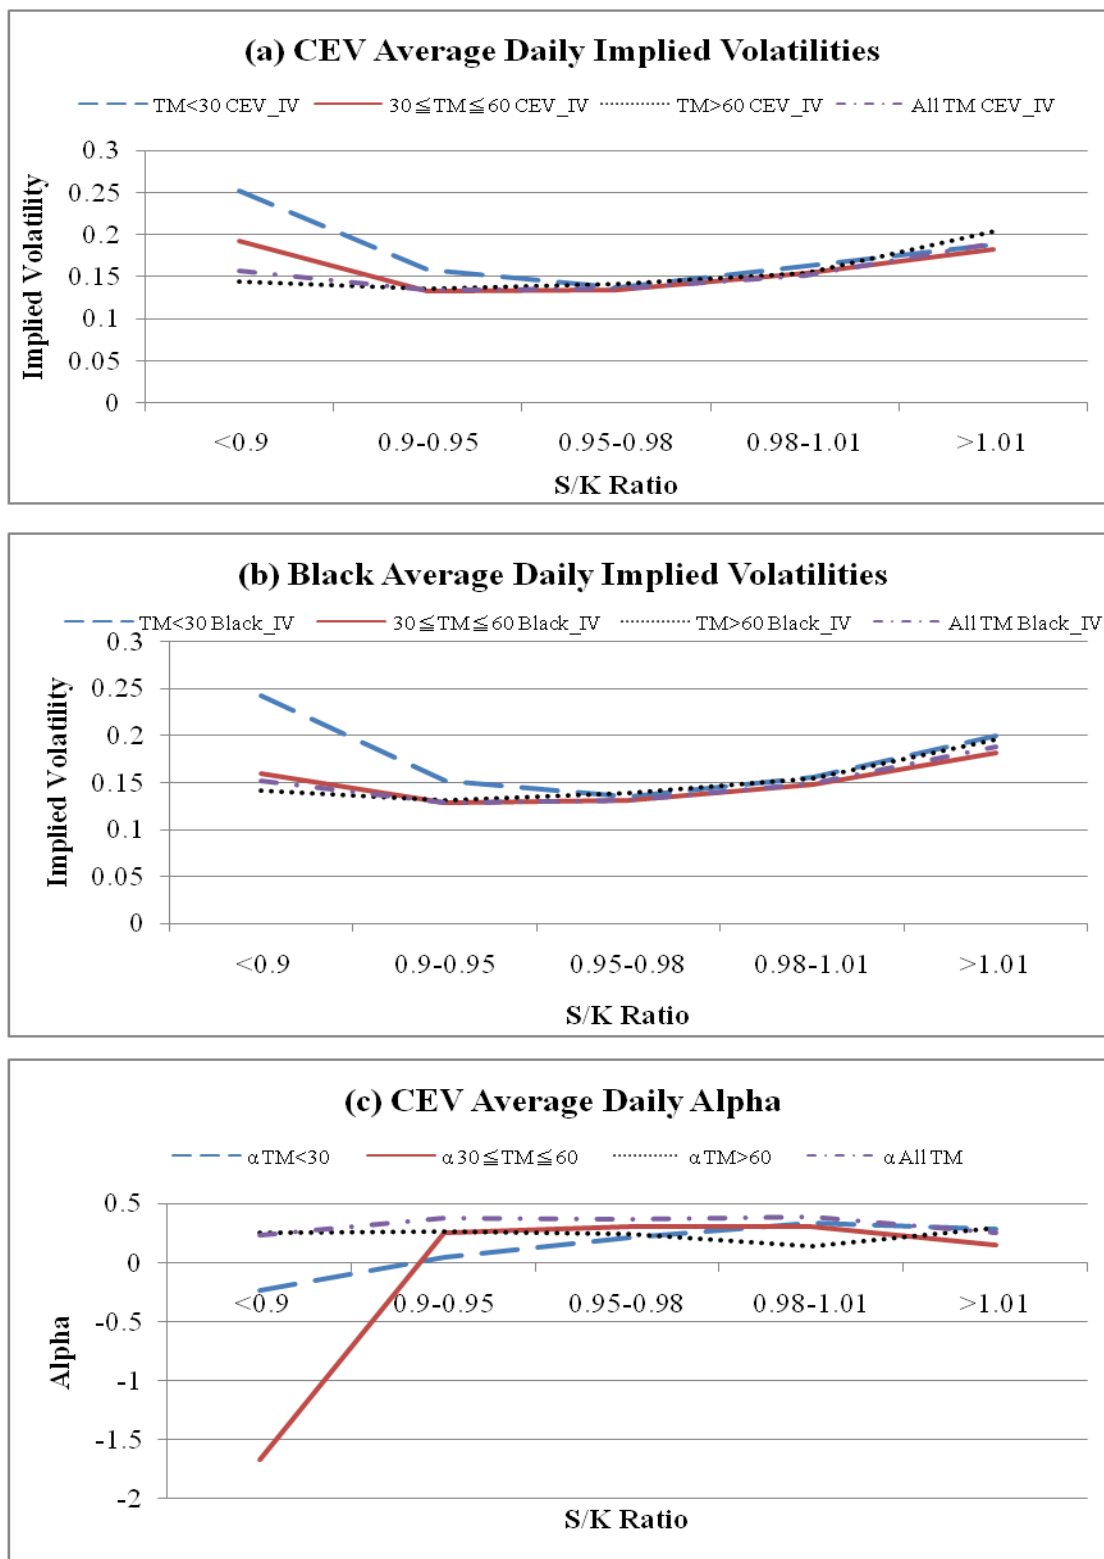 (a) CEV Average Daily Implied Volatilities
TM<30 CEV_IV 30≦TM≦60 CEV_IV TM>60 CEV_IV All TM CEV_IV
0.3
0.25
0.2
0.15
0.1
0.05
0
Implied Volatility
<0.9 0.9-0.95 0.95-0.98 0.98-1.01 >1.01
S/K Ratio
(b) Black Average Daily Implied Volatilities
TM<30 Black_IV 30≦TM≦60 Black_IV TM>60 Black_IV All TM Black_IV
0.3
0.25
0.2
0.15
0.1
0.05
0
Implied Volatility
<0.9 0.9-0.95 0.95-0.98 0.98-1.01 >1.01
S/K Ratio
(c) CEV Average Daily Alpha
αTM<30 α30≦TM≦60 αTM>60 αAll TM
0.5
0
-0.5
-1
-1.5
-2
Alpha
<0.9 0.9-0.95 0.95-0.98 0.98-1.01 >1.01
S/K Ratio